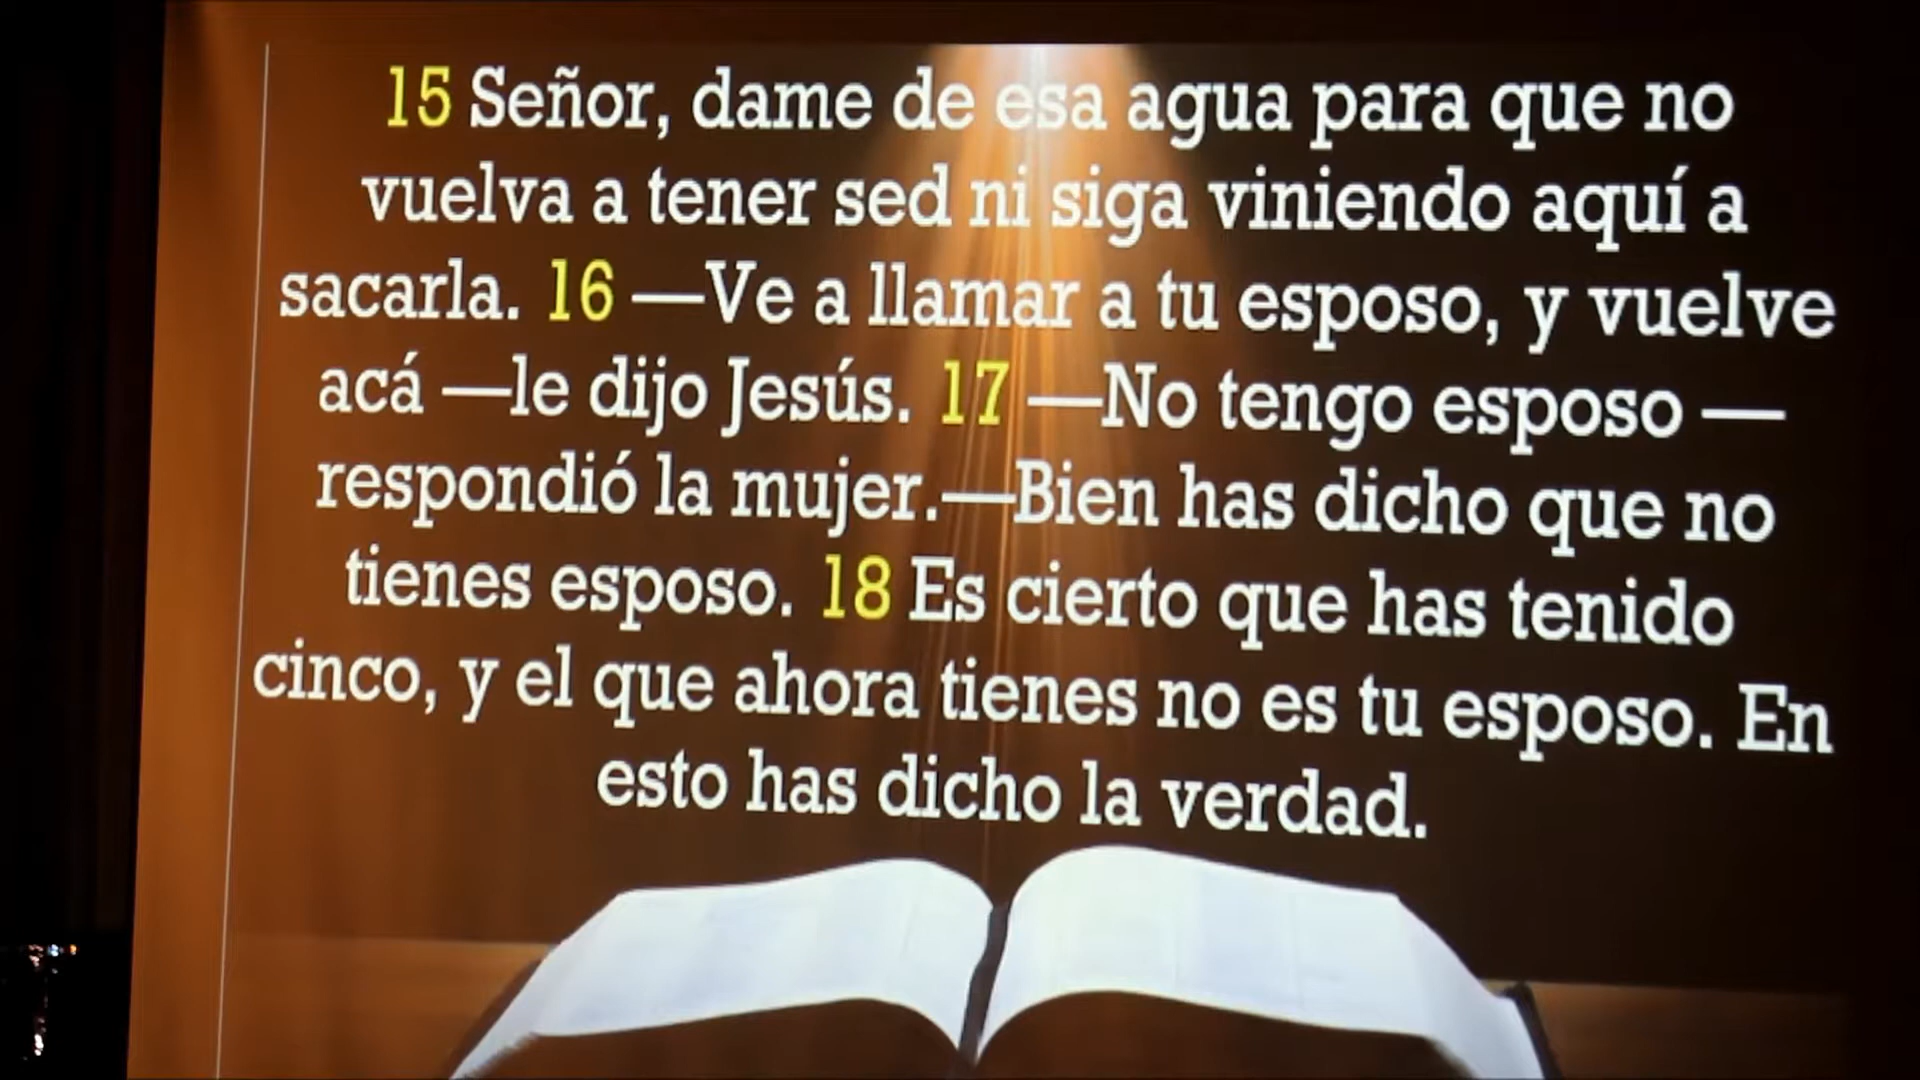 15 Señor, dame de esa agua para que no
vuelva a tener sed ni siga viniendo aquí a
sacarla. 16 —Ve a llamar a tu esposo, y vuelve
acá —le dijo Jesús. 17 —No tengo esposo —
respondió la mujer.—Bien has dicho que no
tienes esposo. 18 Es cierto que has tenido
cinco, y el que ahora tienes no es tu esposo. En
esto has dicho la verdad.